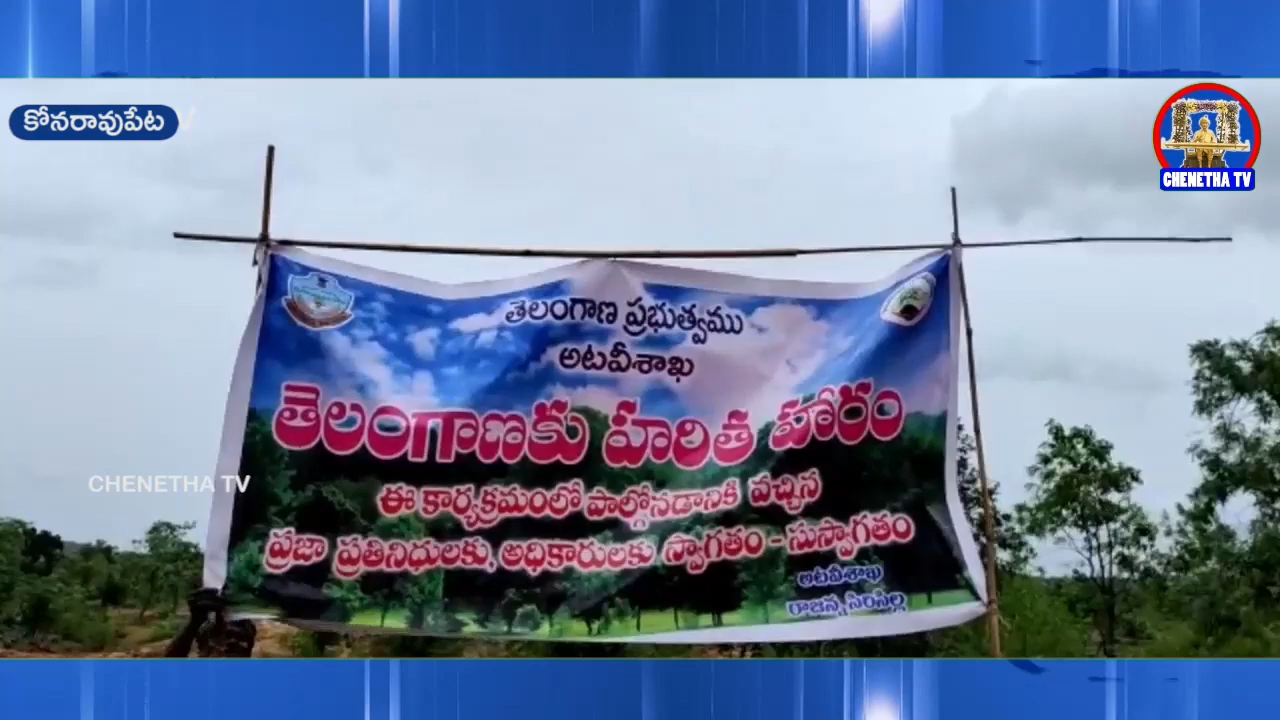 కోనరావుపేట
CHENETHA TV
తెలంగాణ ప్రభుత్వము
అటవీశాఖ
తెలంగాణకు హరిత హారం
ఈ కార్యక్రమంలో పాల్గోనడానికి వచ్చిన
ప్రజా ప్రతినిధులకు, అధికారులకు స్వాగతం - సుస్వాగతం
అటవీశాఖ
రాజన్న సిరిసిల్ల
CHENETHA TV